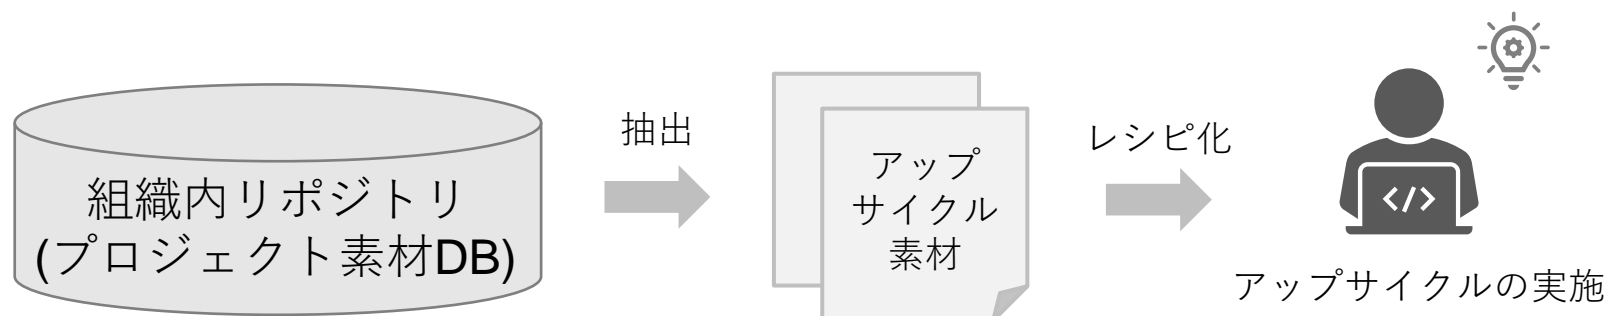 組織内リポジトリ
(プロジェクト素材DB)
抽出
アップ
サイクル
素材
レシピ化
</>
アップサイクルの実施